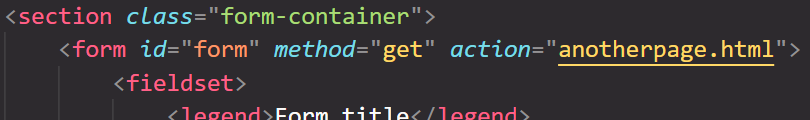 <section class="form-container">
<form id="form" method="get" action="anotherpage.html">
<fieldset>
<legend>Form title</legend>